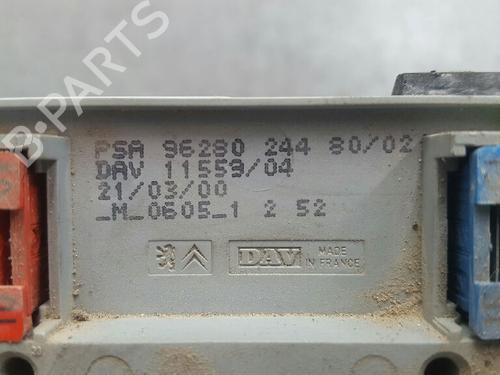 B-PARTS
PSA 96280 244 80/02
DAV 11559/04
21/03/00
_M_0605_1 2 52
DAV
MADE
IN FRANCE